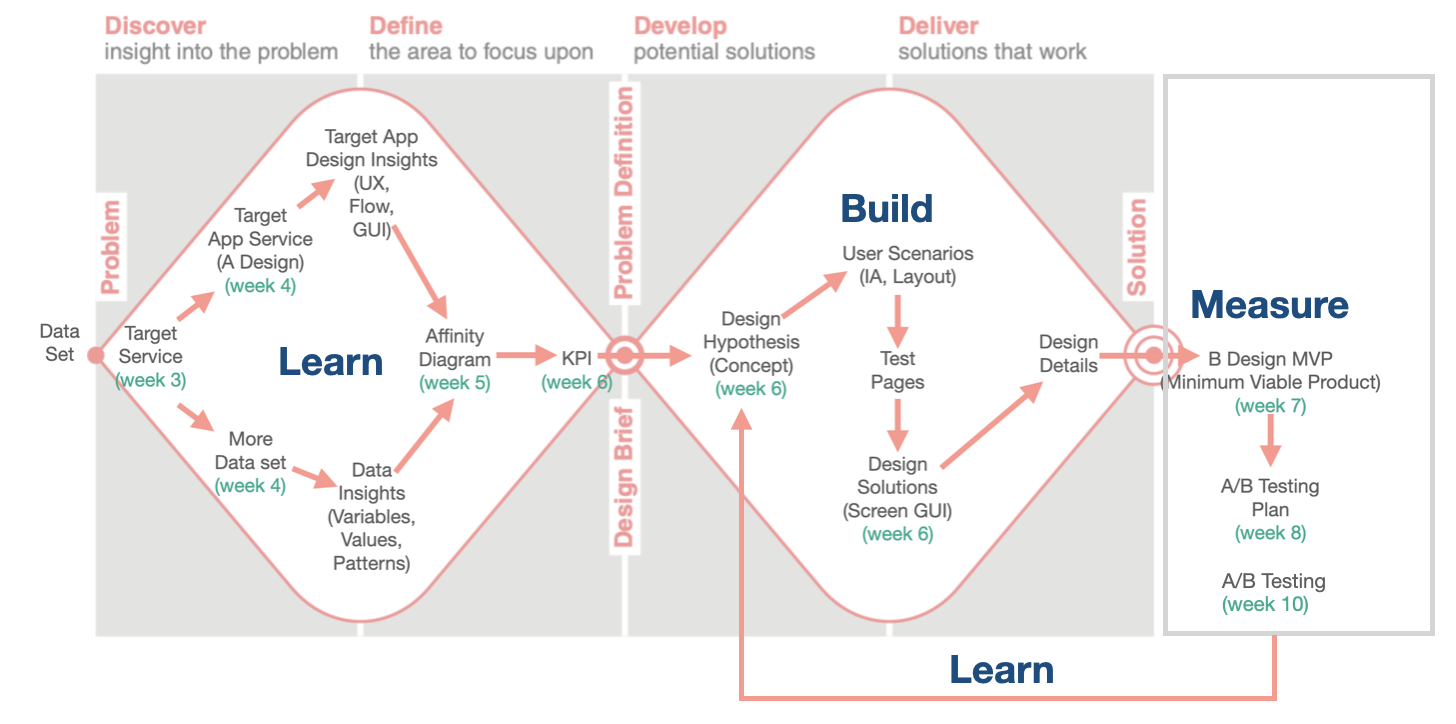 Discover
insight into the problem
Define
the area to focus upon
Develop
potential solutions
Deliver
solutions that work
Problem
Data
Set
Target
Service
(week 3)
Target
App Service
(A Design)
(week 4)
Target App
Design Insights
(UX,
Flow,
GUI)
Learn
More
Data set
(week 4)
Data
Insights
(Variables,
Values,
Patterns)
Affinity
Diagram
(week 5)
KPI
(week 6)
Problem Definition
Design Brief
Build
Design
Hypothesis
(Concept)
(week 6)
User Scenarios
(IA, Layout)
Test
Pages
Design
Solutions
(Screen GUI)
(week 6)
Design
Details
Solution
Measure
B Design MVP
(Minimum Viable Product)
(week 7)
A/B Testing
Plan
(week 8)
A/B Testing
(week 10)
Learn